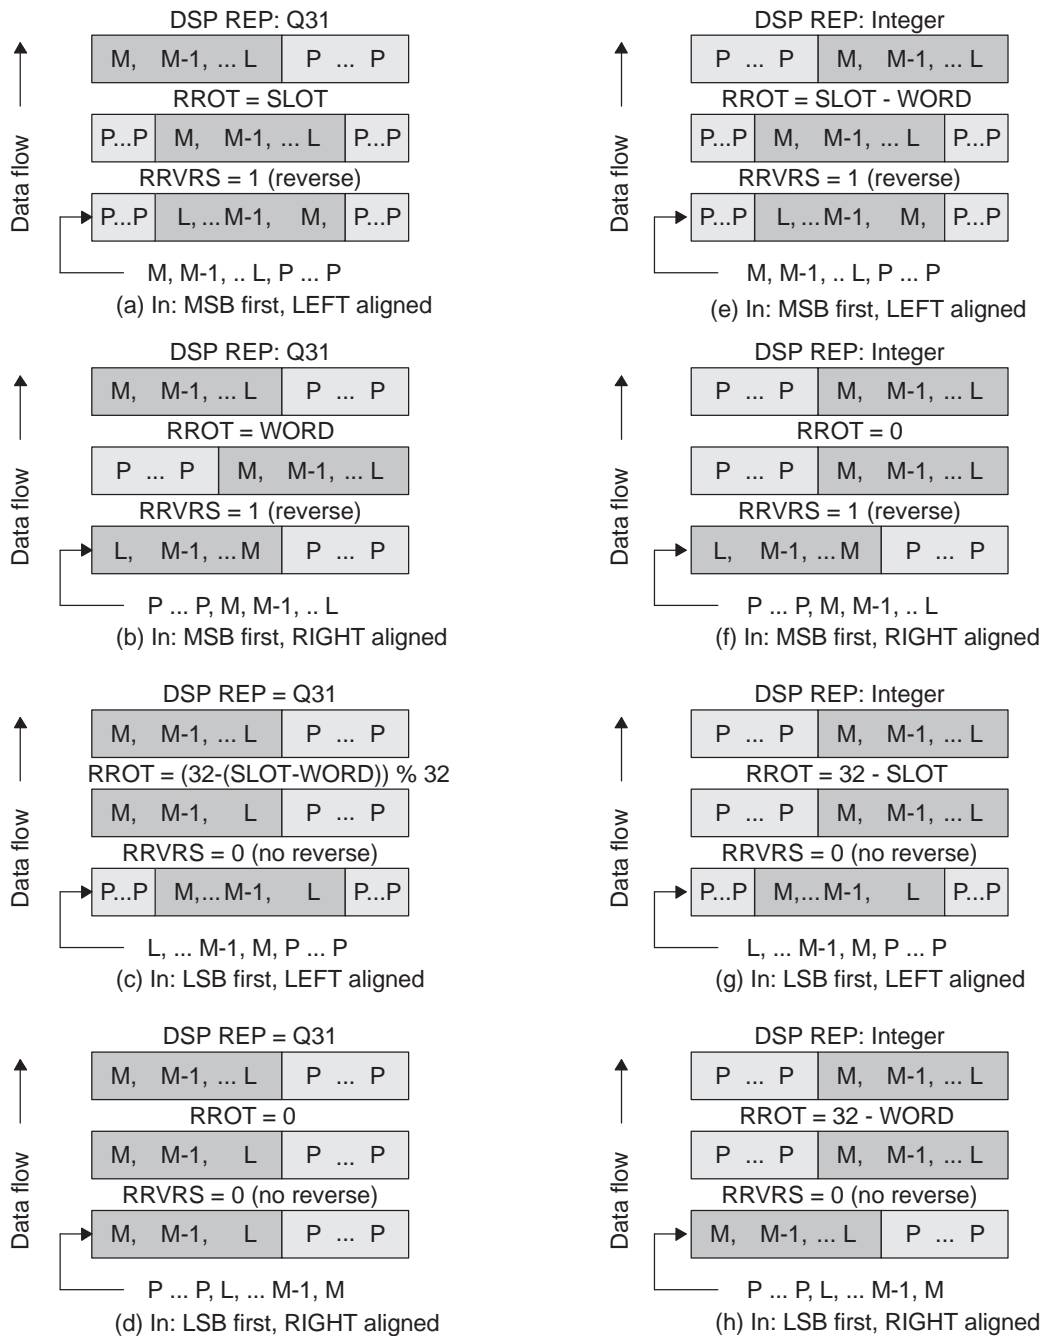 DSP REP: Q31
M, M-1, ... L P ... P
RROT = SLOT
P...P M, M-1, ... L P...P
RRVRS = 1 (reverse)
P...P L, ... M-1, M, P...P
M, M-1, .. L, P ... P
(a) In: MSB first, LEFT aligned
Data flow
DSP REP: Integer
P ... P M, M-1, ... L
RROT = SLOT - WORD
P...P M, M-1, ... L P...P
RRVRS = 1 (reverse)
P...P L, ... M-1, M, P...P
M, M-1, .. L, P ... P
(e) In: MSB first, LEFT aligned
Data flow
DSP REP: Q31
M, M-1, ... L P ... P
RROT = WORD
P ... P M, M-1, ... L
RRVRS = 1 (reverse)
L, M-1, ... M P ... P
P ... P, M, M-1, .. L
(b) In: MSB first, RIGHT aligned
Data flow
DSP REP: Integer
P ... P M, M-1, ... L
RROT = 0
P ... P M, M-1, ... L
RRVRS = 1 (reverse)
L, M-1, ... M P ... P
P ... P, M, M-1, .. L
(f) In: MSB first, RIGHT aligned
Data flow
DSP REP = Q31
M, M-1, ... L P ... P
RROT = (32-(SLOT-WORD)) % 32
M, M-1, L P ... P
RRVRS = 0 (no reverse)
P...P M,... M-1, L P...P
L, ... M-1, M, P ... P
(c) In: LSB first, LEFT aligned
Data flow
DSP REP: Integer
P ... P M, M-1, ... L
RROT = 32 - SLOT
P ... P M, M-1, ... L
RRVRS = 0 (no reverse)
P...P M,... M-1, L P...P
L, ... M-1, M, P ... P
(g) In: LSB first, LEFT aligned
Data flow
DSP REP = Q31
M, M-1, ... L P ... P
RROT = 0
M, M-1, L P ... P
RRVRS = 0 (no reverse)
M, M-1, L P ... P
P ... P, L, ... M-1, M
(d) In: LSB first, RIGHT aligned
Data flow
DSP REP: Integer
P ... P M, M-1, ... L
RROT = 32 - WORD
P ... P M, M-1, ... L
RRVRS = 0 (no reverse)
M, M-1, ... L P ... P
P ... P, L, ... M-1, M
(h) In: LSB first, RIGHT aligned
Data flow